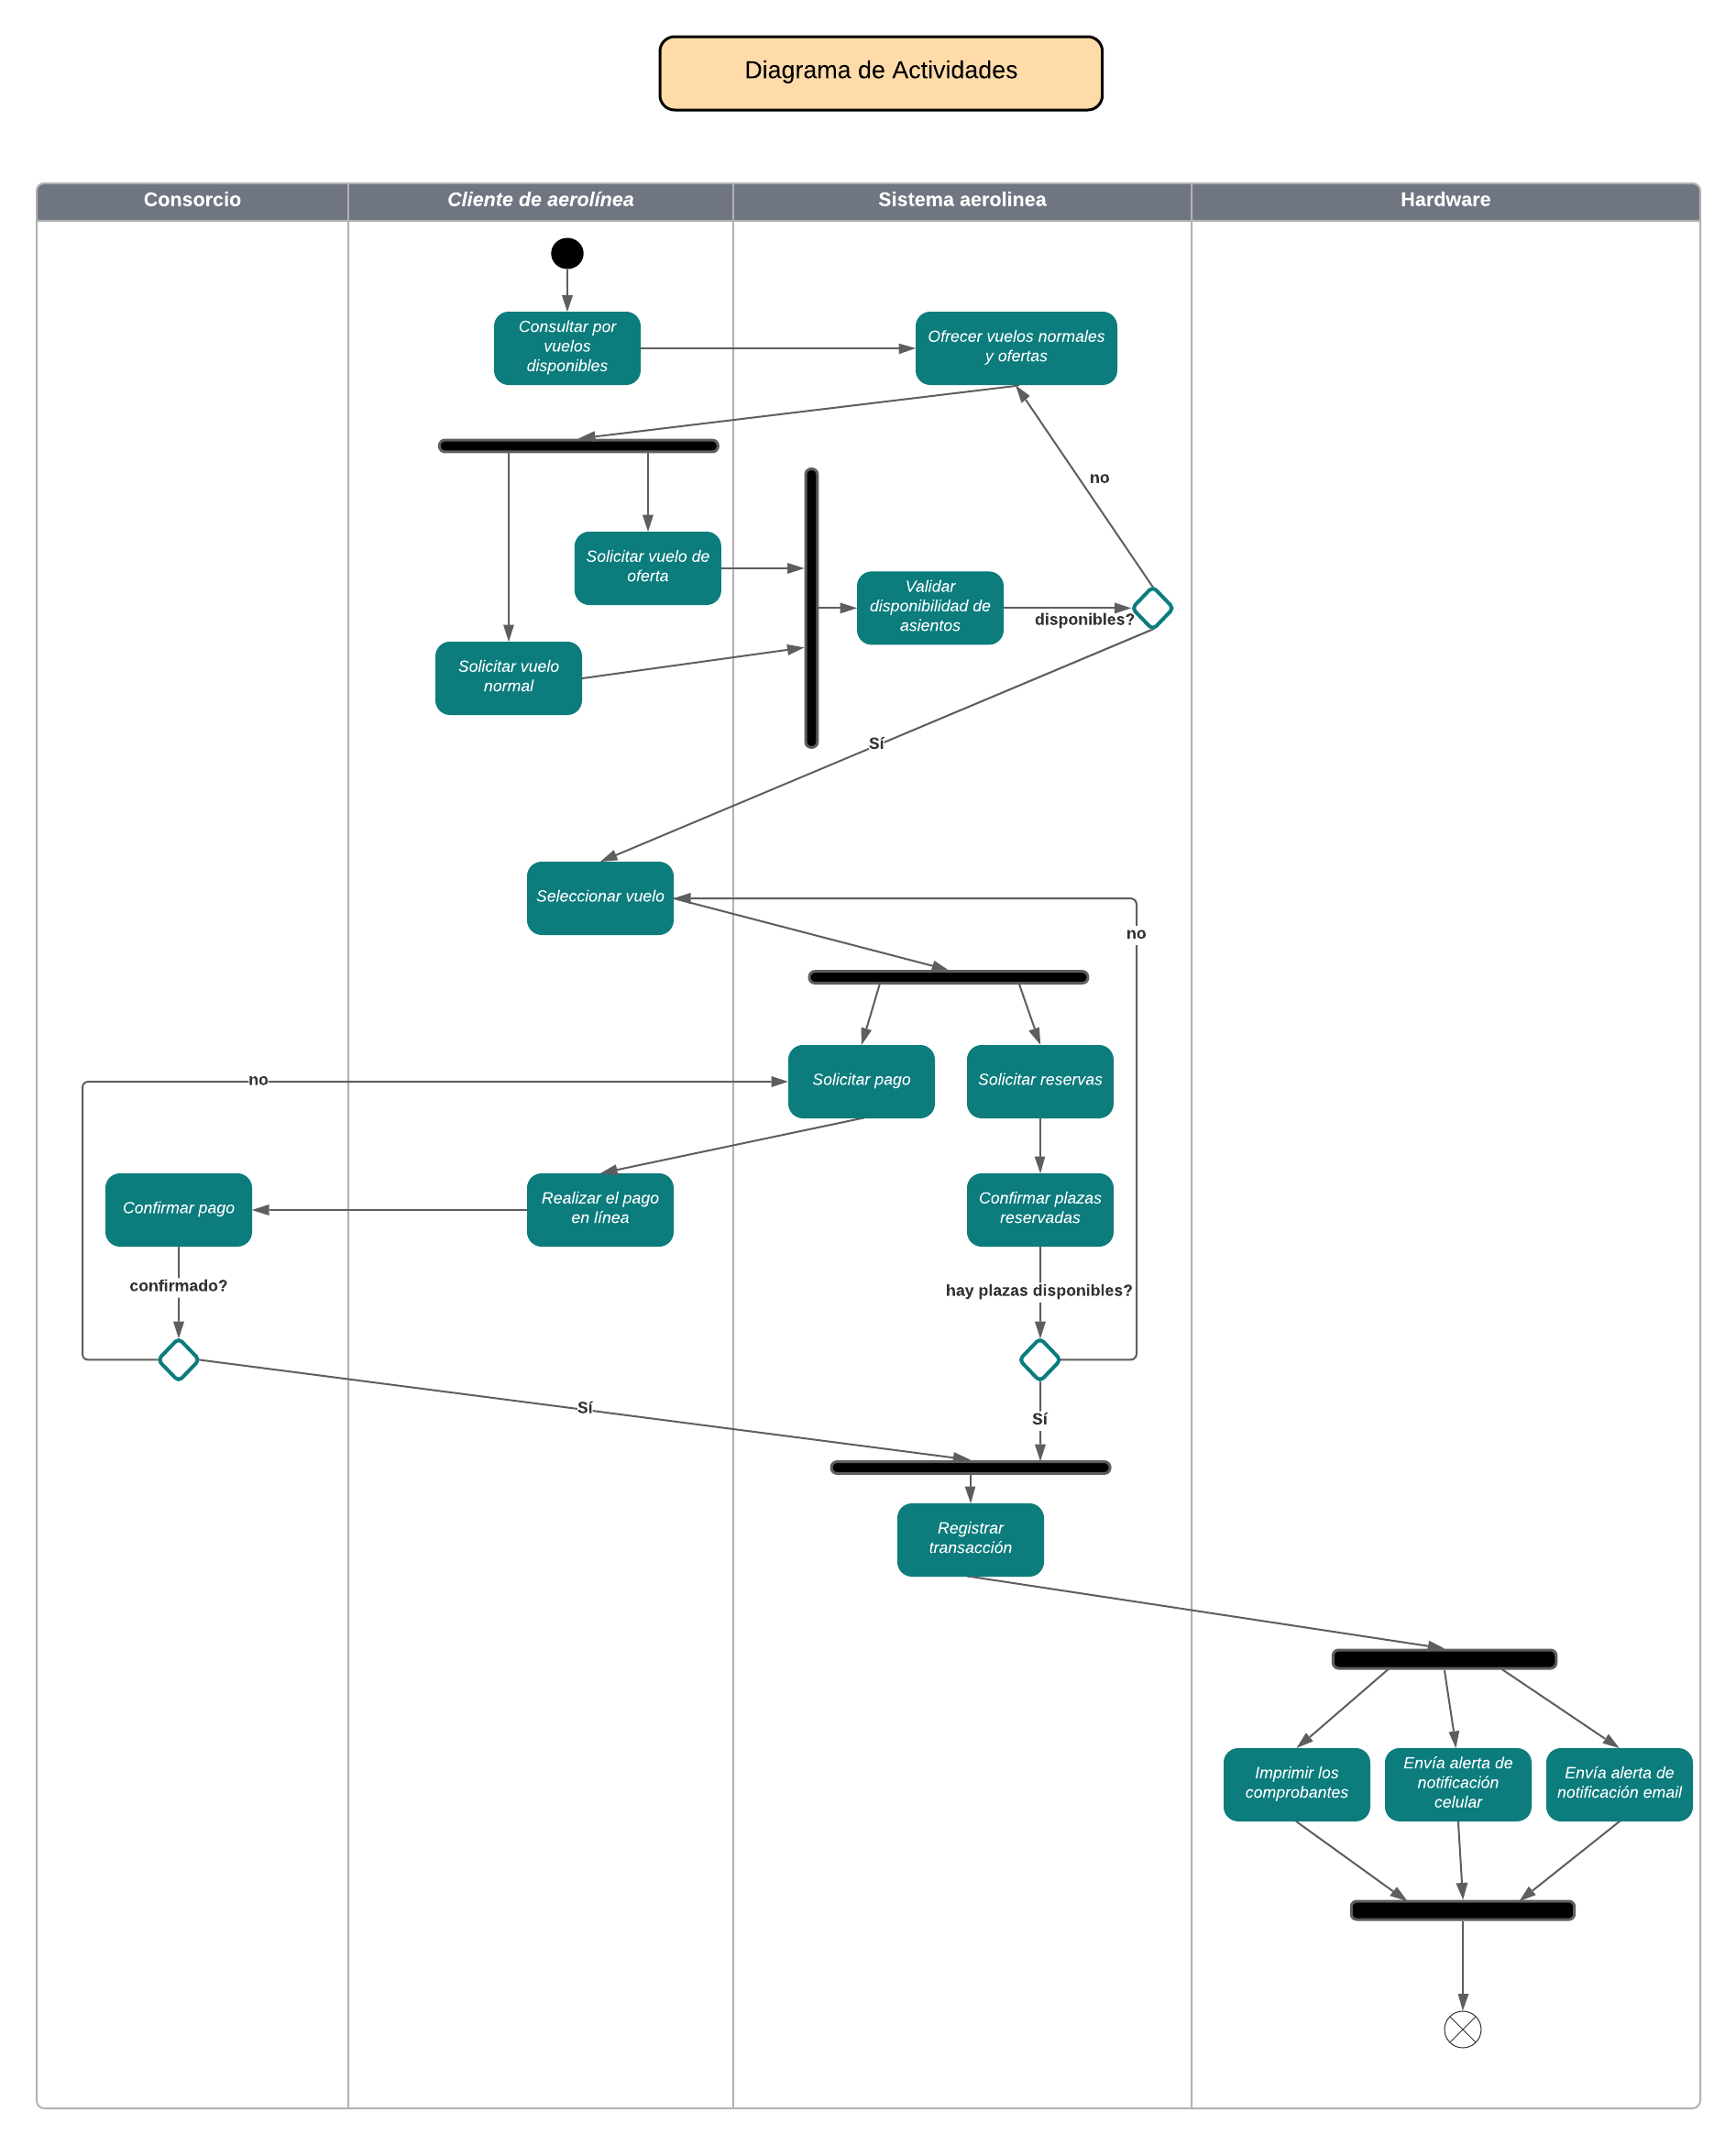 Diagrama de Actividades
Consorcio
Cliente de aerolínea
Sistema aerolinea
Hardware
Consultar por
vuelos
disponibles
Ofrecer vuelos normales
y ofertas
no
Solicitar vuelo de
oferta
Validar
disponibilidad de
asientos
disponibles?
Solicitar vuelo
normal
Sí
Seleccionar vuelo
no
Solicitar pago
Solicitar reservas
no
Confirmar pago
Realizar el pago
en línea
Confirmar plazas
reservadas
confirmado?
hay plazas disponibles?
Sí
Sí
Registrar
transacción
Imprimir los
comprobantes
Envía alerta de
notificación
celular
Envía alerta de
notificación email